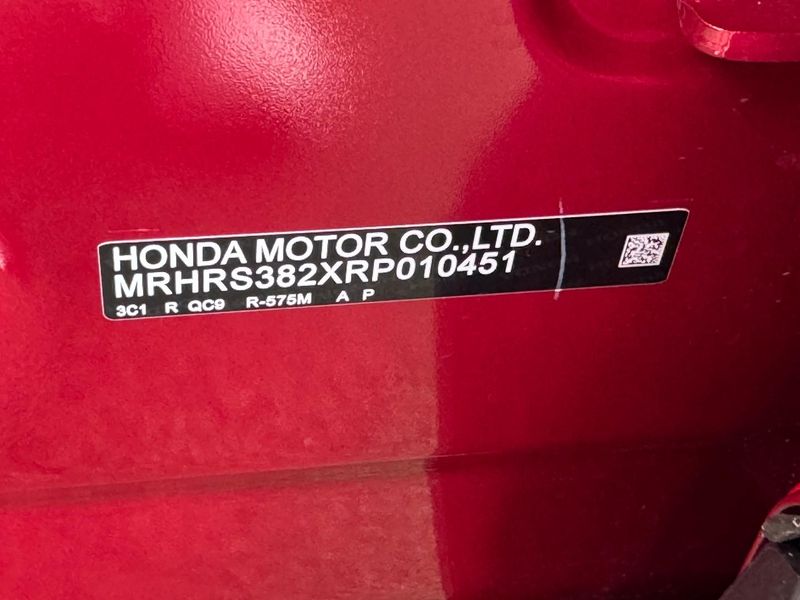 HONDA MOTOR CO.,LTD.
MRHRS382XRP010451
3C1 R QC9 R-575M A P